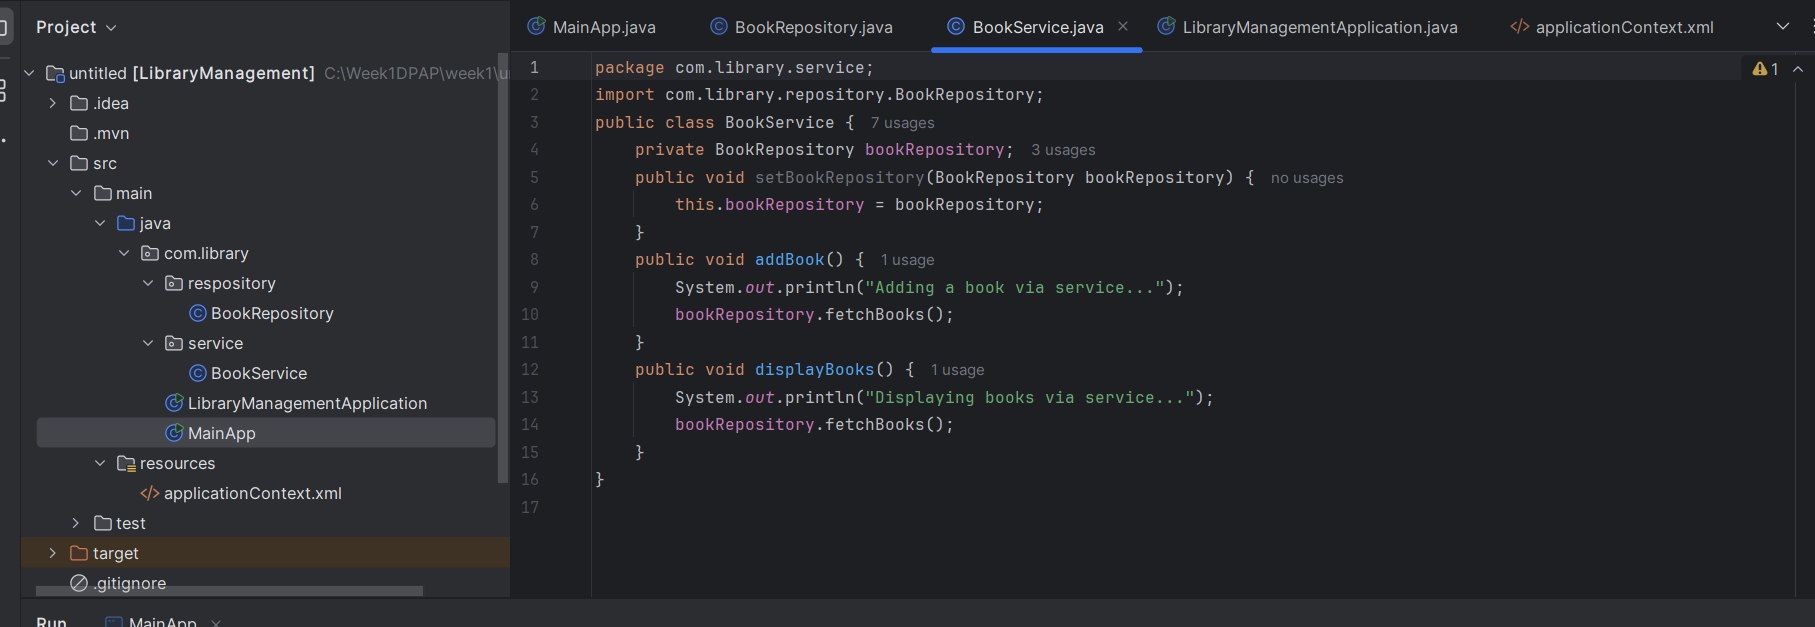 Project
MainApp.java
BookRepository.java
BookService.java
LibraryManagementApplication.java
applicationContext.xml
untitled [LibraryManagement] C:\Week1DPAP\week1\
.idea
.mvn
src
main
java
com.library
respository
BookRepository
service
BookService
LibraryManagementApplication
MainApp
resources
applicationContext.xml
test
target
.gitignore
1 package com.library.service;
2 import com.library.repository.BookRepository;
3 public class BookService { 7 usages
4 private BookRepository bookRepository; 3 usages
5 public void setBookRepository(BookRepository bookRepository) { no usages
6 this.bookRepository = bookRepository;
7 }
8 public void addBook() { 1 usage
9 System.out.println("Adding a book via service...");
10 bookRepository.fetchBooks();
11 }
12 public void displayBooks() { 1 usage
13 System.out.println("Displaying books via service...");
14 bookRepository.fetchBooks();
15 }
16 }
17
1
Run MainApp